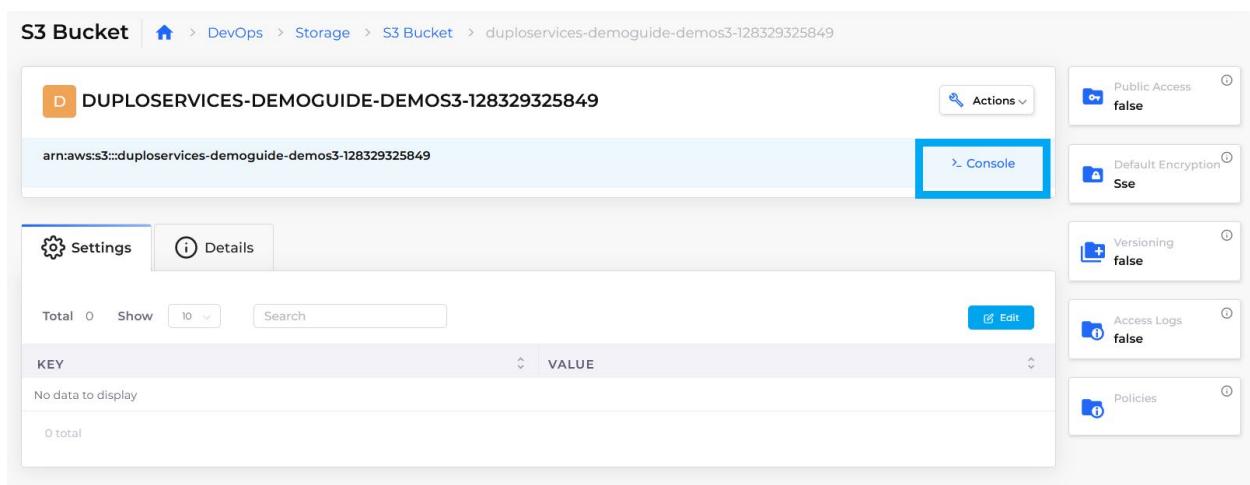 S3 Bucket > DevOps > Storage > S3 Bucket > duploservices-demoguide-demos3-128329325849
D DUPLOSERVICES-DEMOGUIDE-DEMOS3-128329325849
Actions
arn:aws:s3:::duploservices-demoguide-demos3-128329325849
>_ Console
Settings
Details
Total 0 Show 10 Search
Edit
KEY VALUE
No data to display
0 total
Public Access
false
Default Encryption
Sse
Versioning
false
Access Logs
false
Policies